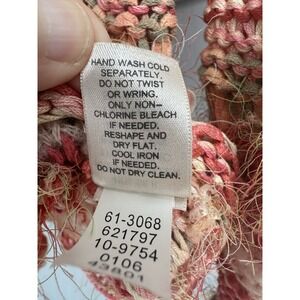 HAND WASH COLD
SEPARATELY.
DO NOT TWIST
OR WRING.
ONLY NON-
CHLORINE BLEACH
IF NEEDED.
RESHAPE AND
DRY FLAT.
COOL IRON
IF NEEDED.
DO NOT DRY CLEAN.
61-3068
621797
10-9754
0106